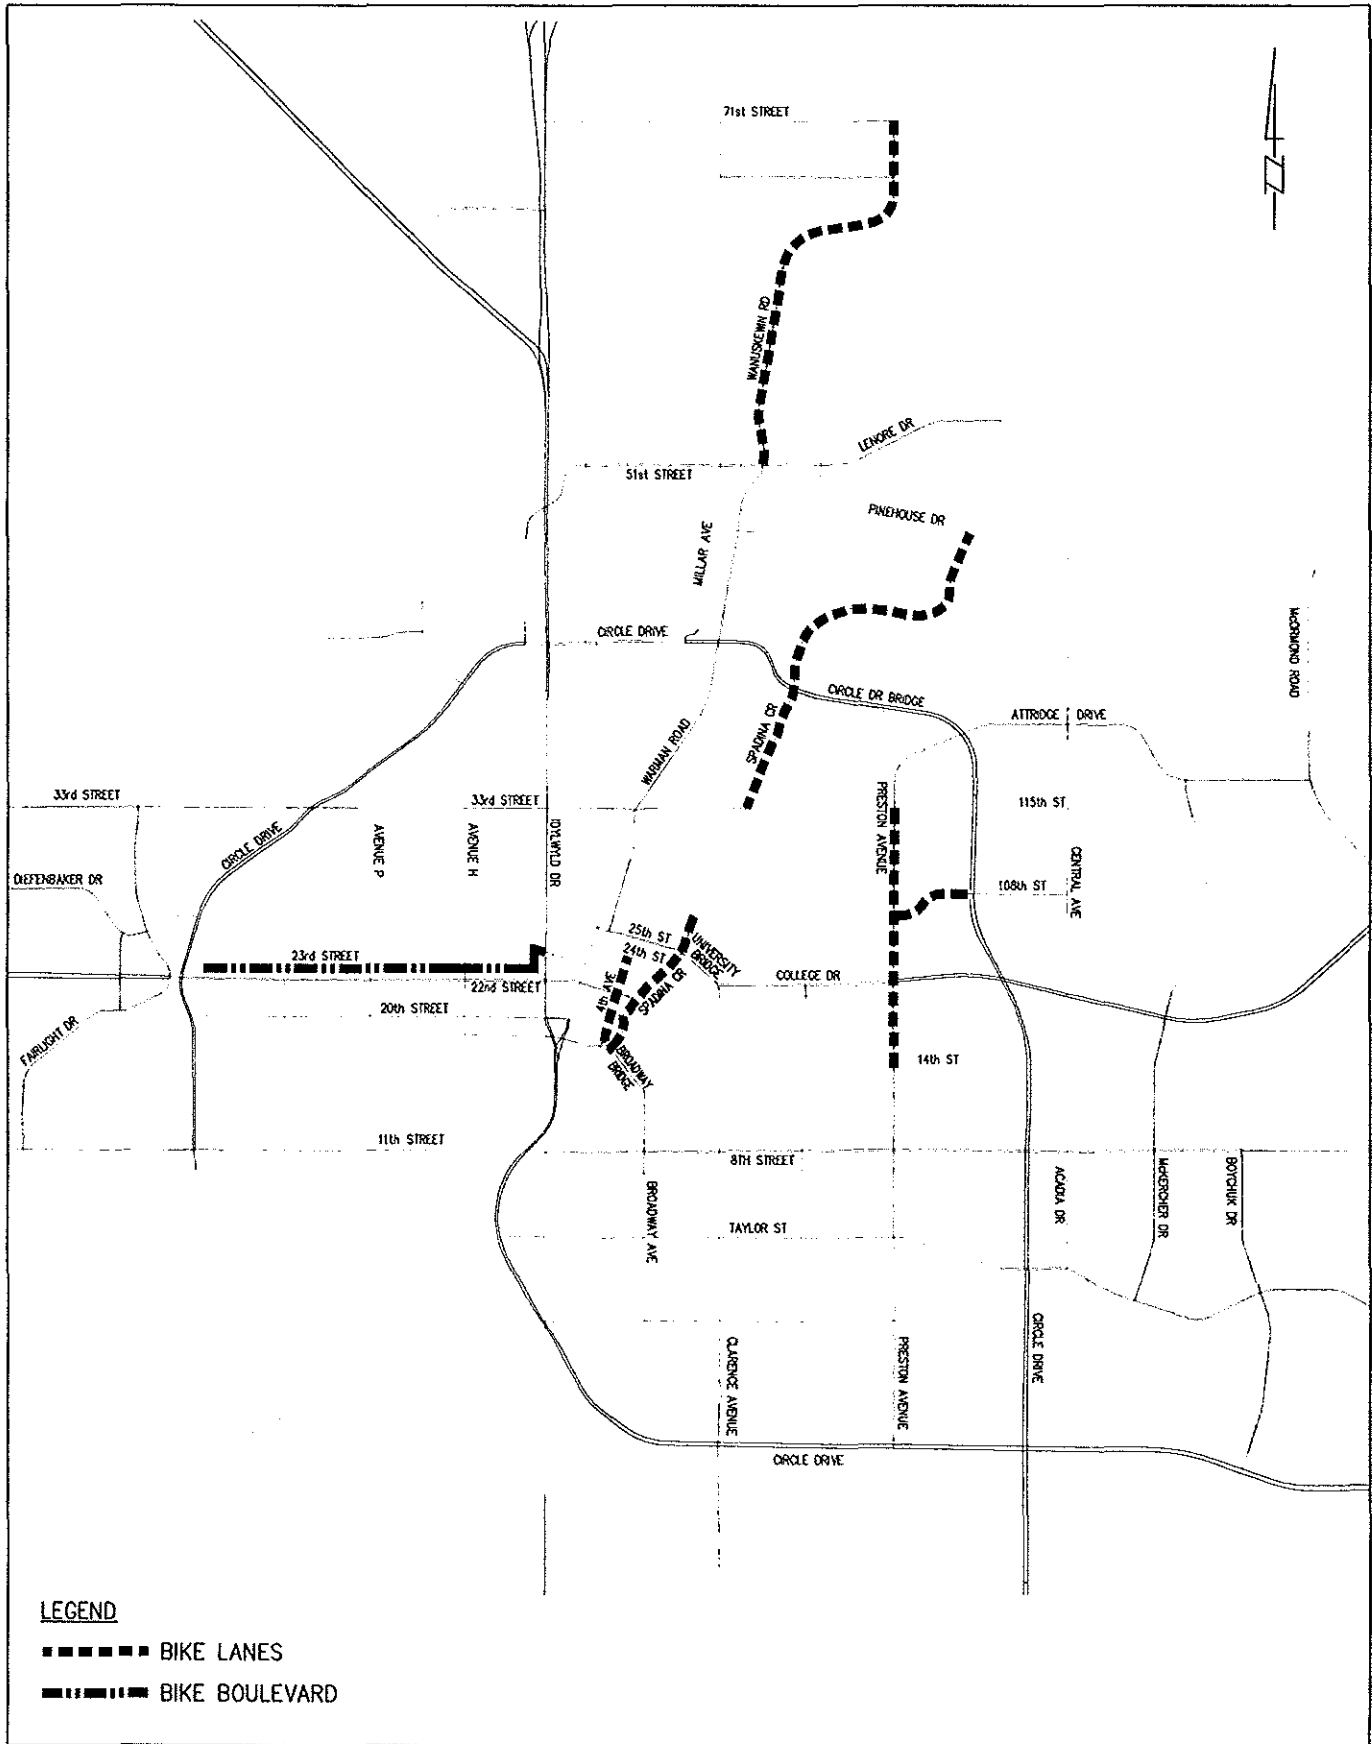 71st STREET
WANUSKEWIN RD
LENORE DR
51st STREET
PINEHOUSE DR
MILLAR AVE
McORMOND ROAD
CIRCLE DRIVE
CIRCLE DR BRIDGE
ATTRIDGE DRIVE
SPADINA CR
WARMAN ROAD
33rd STREET
33rd STREET
PRESTON AVENUE
115th ST
CIRCLE DRIVE
AVENUE P
AVENUE H
IDYLWYLD DR
CENTRAL AVE
DIEFENBAKER DR
108th ST
25th ST
UNIVERSITY
BRIDGE
24th ST
23rd STREET
SPADINA CR
4th AVE
COLLEGE DR
22nd STREET
20th STREET
FAIRLIGHT DR
BROADWAY
BRIDGE
14th ST
11th STREET
8TH STREET
BROADWAY AVE
ACADIA DR
McKERCHER DR
BOYCHUK DR
TAYLOR ST
CLARENCE AVENUE
PRESTON AVENUE
CIRCLE DRIVE
CIRCLE DRIVE
LEGEND
BIKE LANES
BIKE BOULEVARD